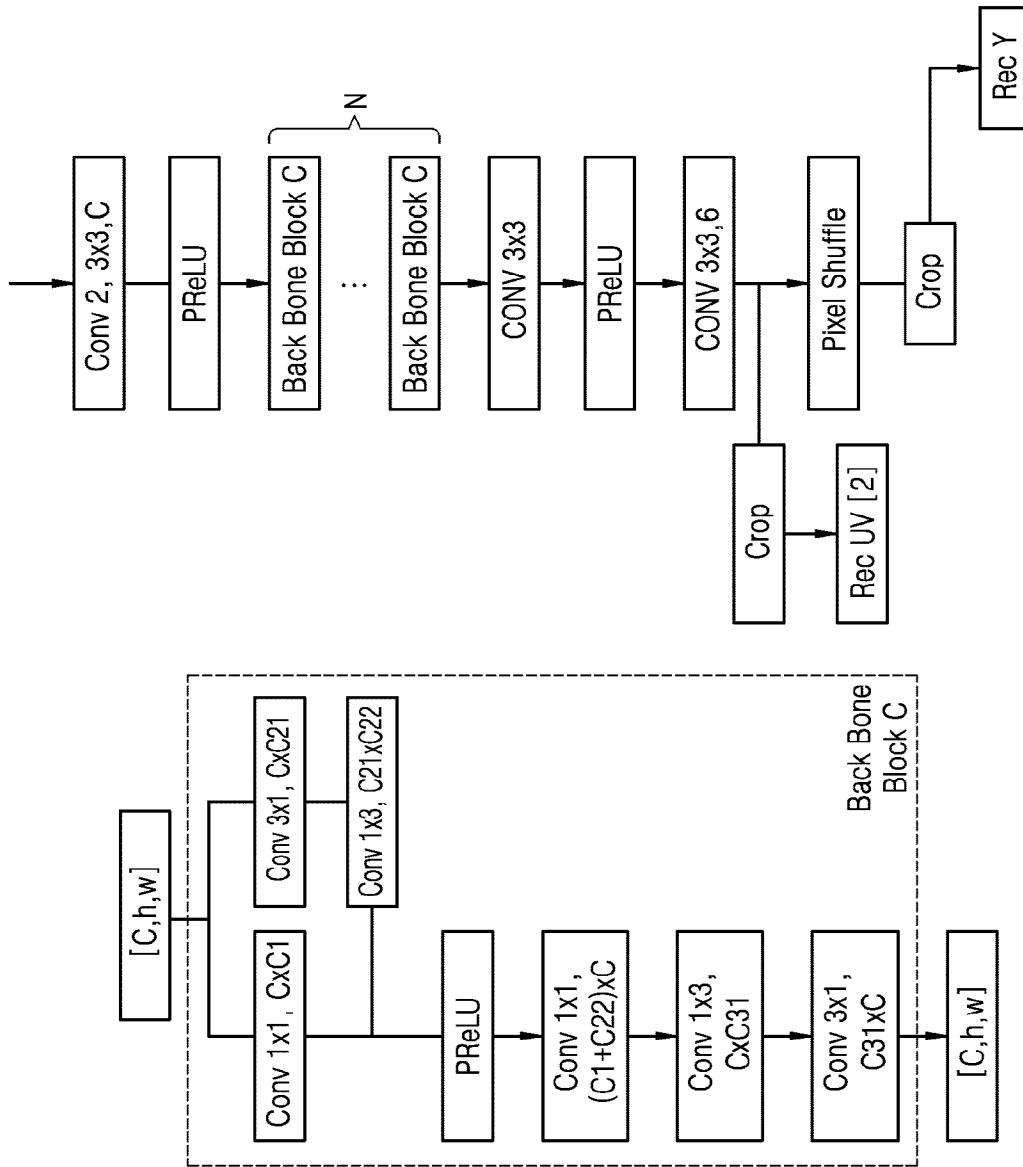 [C,h,w]
Conv 1x1, CxC1
Conv 3x1, CxC21
Conv 1x3, C21xC22
PReLU
Conv 1x1,
(C1+C22)xC
Conv 1x3,
CxC31
Conv 3x1,
C31xC
Back Bone
Block C
[C,h,w]
Conv 2, 3x3, C
PReLU
Back Bone Block C
⋮
Back Bone Block C
N
CONV 3x3
PReLU
CONV 3x3, 6
Crop
Rec UV [2]
Pixel Shuffle
Crop
Rec Y